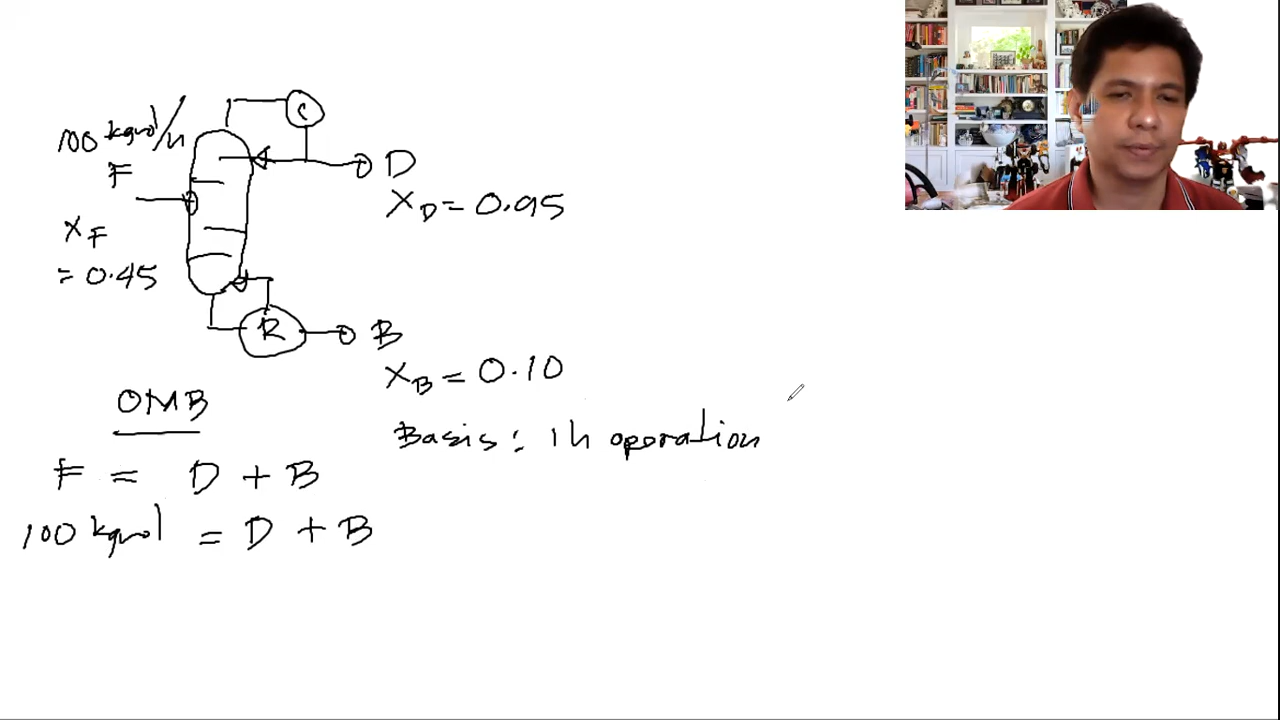 C
100 kgmol/h
F
D
X_D = 0.95
X_F
= 0.45
R
B
X_B = 0.10
OMB
Basis: 1h operation
F = D + B
100 kgmol = D + B